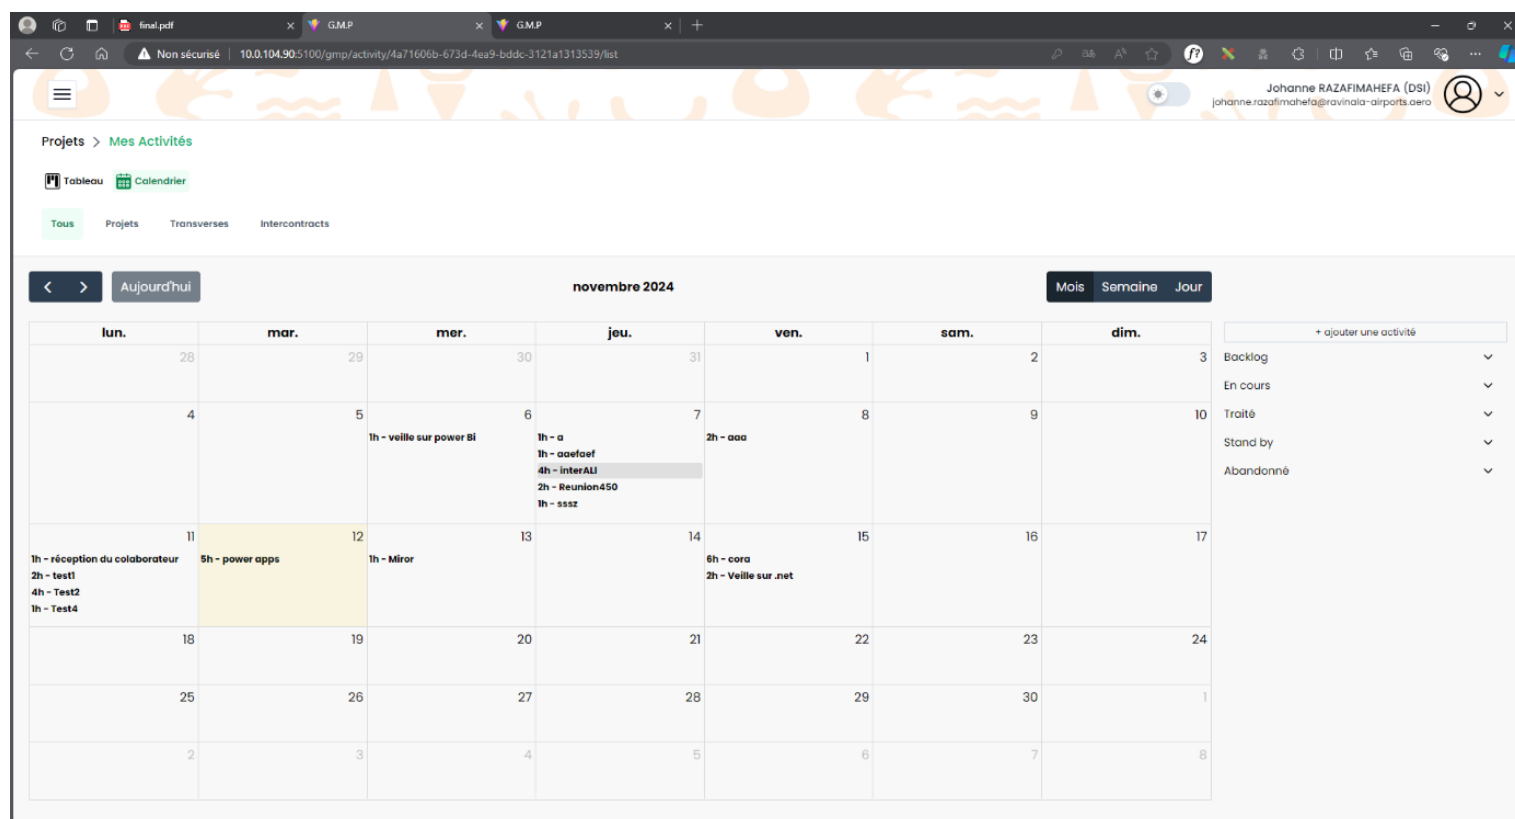 final.pdf
G.M.P
G.M.P
Non sécurisé
10.0.104.90:5100/gmp/activity/4a71606b-673d-4ea9-bddc-3121a1313539/list
Johanne RAZAFIMAHEFA (DSI)
johanne.razafimahefa@ravinala-airports.aero
Projets > Mes Activités
Tableau Calendrier
Tous Projets Transverses Intercontracts
< > Aujourd'hui
novembre 2024
Mois Semaine Jour
lun. mar. mer. jeu. ven. sam. dim.
28 29 30 31 1 2 3
4 5 6 7 8 9 10
1h - veille sur power Bi
1h - a
1h - aaefaef
4h - interALI
2h - Reunion450
1h - sssz
2h - aaa
11 12 13 14 15 16 17
1h - réception du colaborateur
2h - test1
4h - Test2
1h - Test4
5h - power apps
1h - Miror
6h - cora
2h - Veille sur .net
18 19 20 21 22 23 24
25 26 27 28 29 30 1
2 3 4 5 6 7 8
+ ajouter une activité
Backlog
En cours
Traité
Stand by
Abandonné